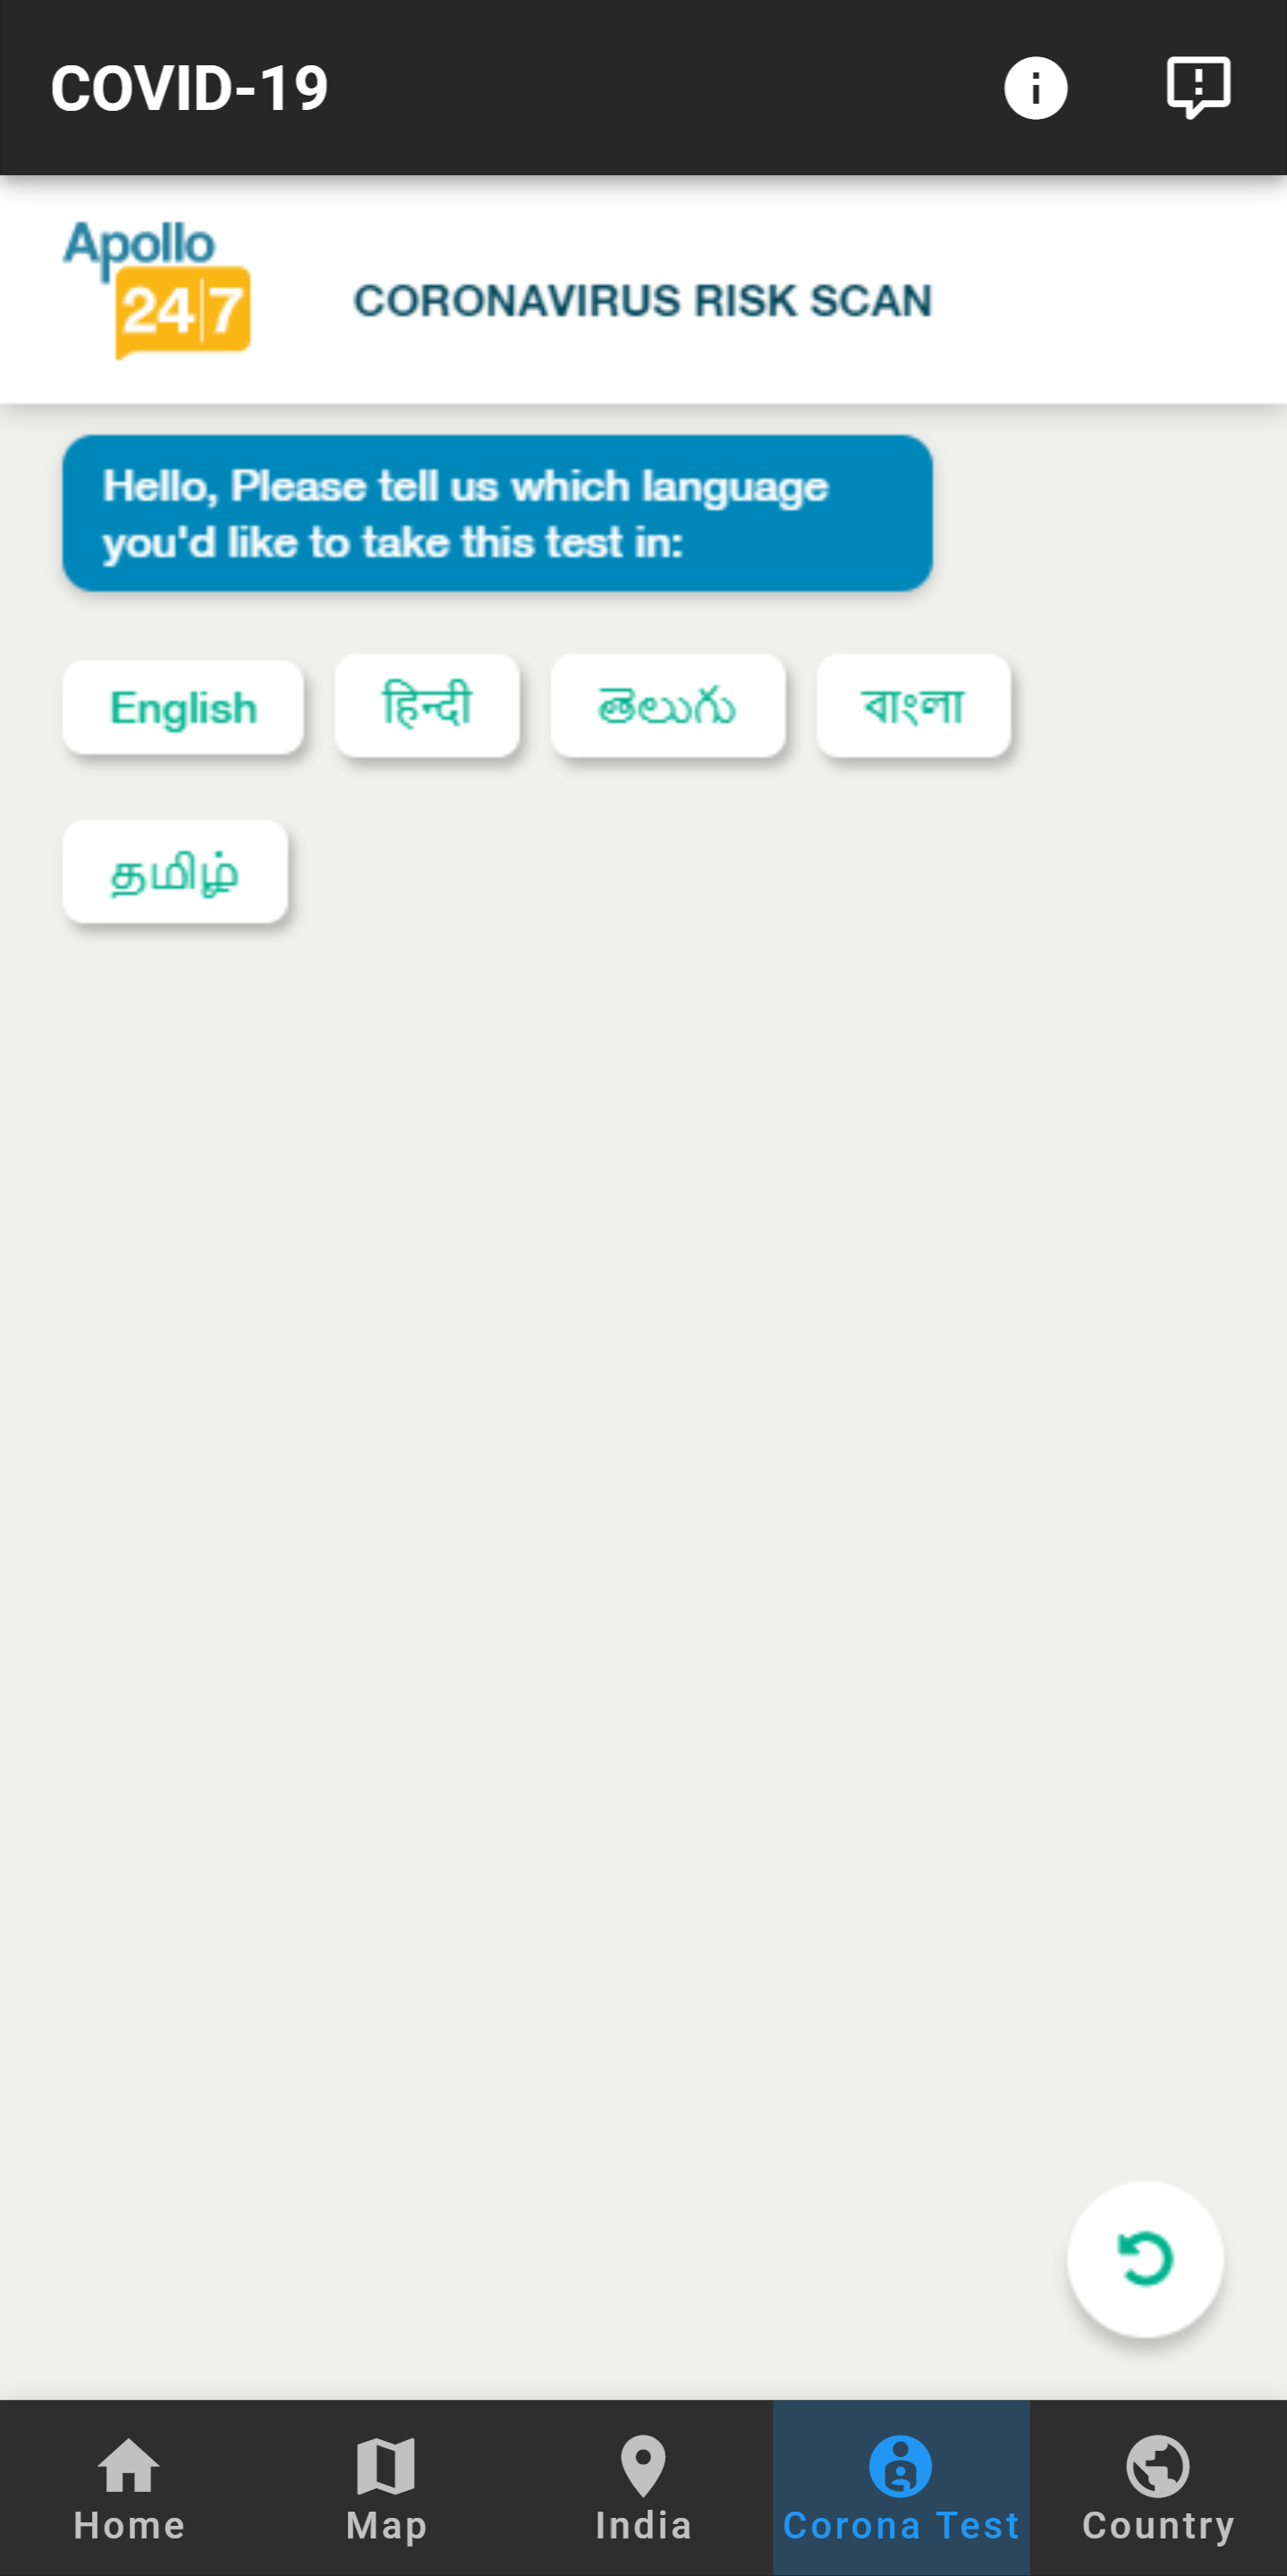 COVID-19
Apollo
24|7
CORONAVIRUS RISK SCAN
Hello, Please tell us which language
you'd like to take this test in:
English हिन्दी తెలుగు বাংলা
தமிழ்
Home Map India Corona Test Country